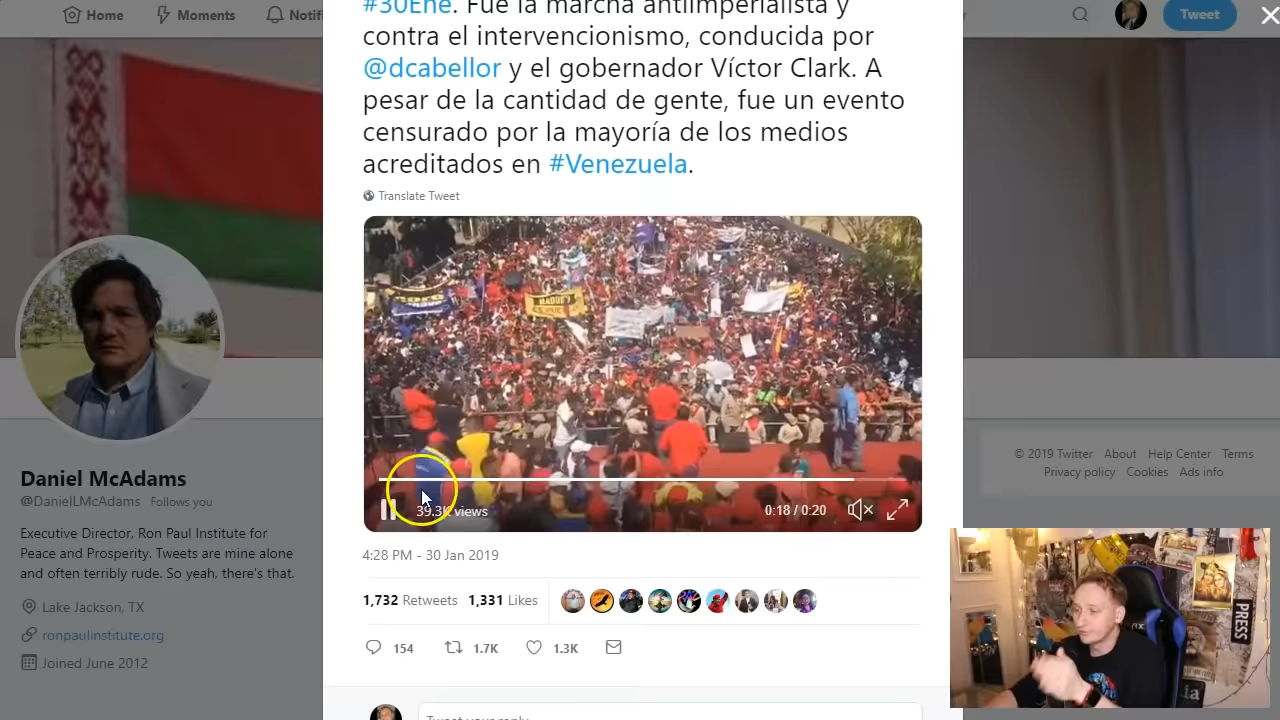 Home
Moments
Notifi
Tweet
#30Ene. Fue la marcha antiimperialista y
contra el intervencionismo, conducida por
@dcabellor y el gobernador Víctor Clark. A
pesar de la cantidad de gente, fue un evento
censurado por la mayoría de los medios
acreditados en #Venezuela.
Translate Tweet
39.3K views
0:18 / 0:20
4:28 PM - 30 Jan 2019
1,732 Retweets 1,331 Likes
154
1.7K
1.3K
Tweet your reply
Daniel McAdams
@DanielLMcAdams Follows you
Executive Director, Ron Paul Institute for
Peace and Prosperity. Tweets are mine alone
and often terribly rude. So yeah, there's that.
Lake Jackson, TX
ronpaulinstitute.org
Joined June 2012
© 2019 Twitter About Help Center Terms
Privacy policy Cookies Ads info
PRESS